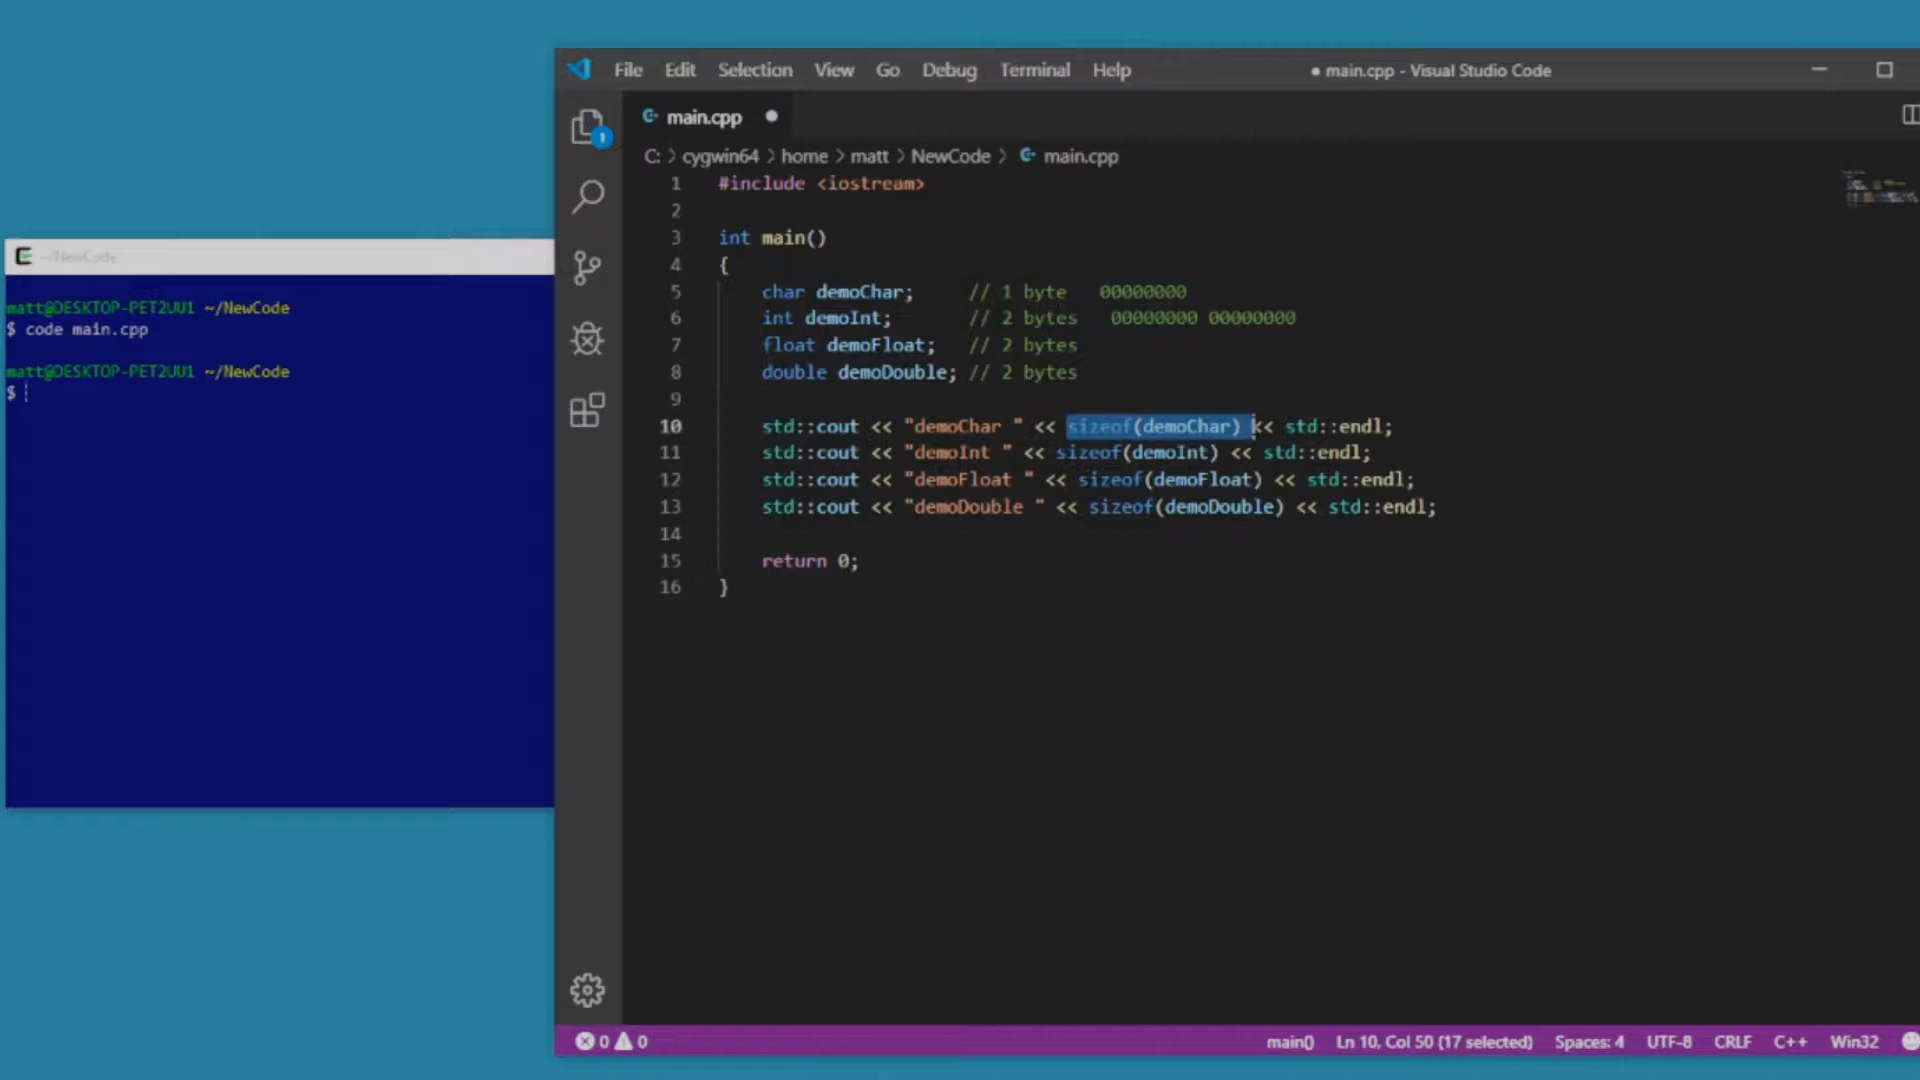 File Edit Selection View Go Debug Terminal Help
● main.cpp - Visual Studio Code
main.cpp ●
1
C: > cygwin64 > home > matt > NewCode > main.cpp
1 #include <iostream>
2
3 int main()
4 {
5 char demoChar; // 1 byte 00000000
6 int demoInt; // 2 bytes 00000000 00000000
7 float demoFloat; // 2 bytes
8 double demoDouble; // 2 bytes
9
10 std::cout << "demoChar " << sizeof(demoChar) << std::endl;
11 std::cout << "demoInt " << sizeof(demoInt) << std::endl;
12 std::cout << "demoFloat " << sizeof(demoFloat) << std::endl;
13 std::cout << "demoDouble " << sizeof(demoDouble) << std::endl;
14
15 return 0;
16 }
~/NewCode
matt@DESKTOP-PET2UU1 ~/NewCode
$ code main.cpp
matt@DESKTOP-PET2UU1 ~/NewCode
$
0 0
main() Ln 10, Col 50 (17 selected) Spaces: 4 UTF-8 CRLF C++ Win32